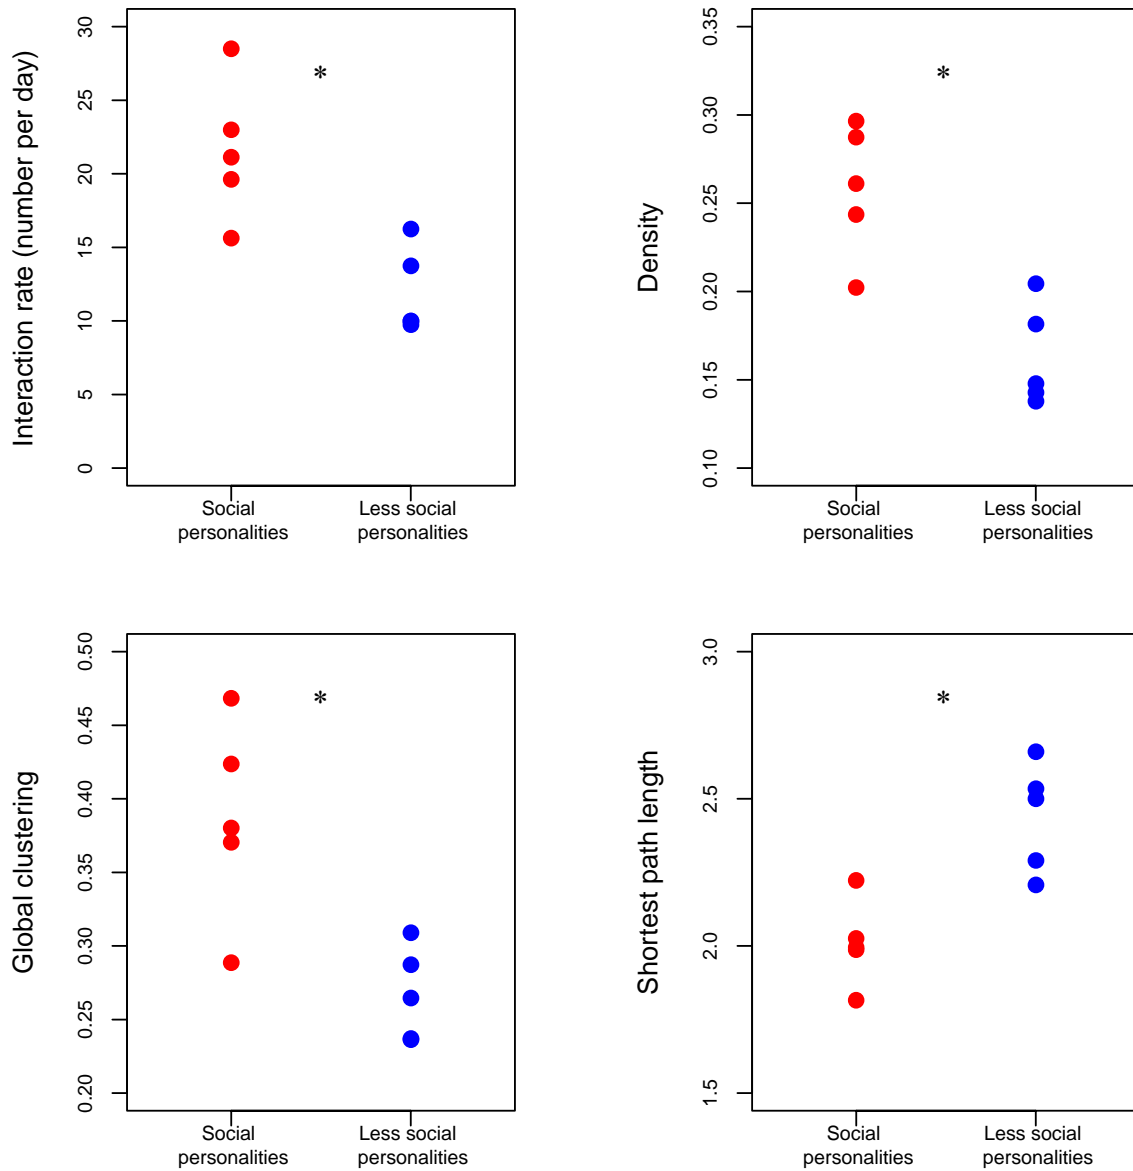 Interaction rate (number per day)
30
25
20
15
10
5
0
*
Social
personalities
Less social
personalities
Density
0.35
0.30
0.25
0.20
0.15
0.10
*
Social
personalities
Less social
personalities
Global clustering
0.50
0.45
0.40
0.35
0.30
0.25
0.20
*
Social
personalities
Less social
personalities
Shortest path length
3.0
2.5
2.0
1.5
*
Social
personalities
Less social
personalities